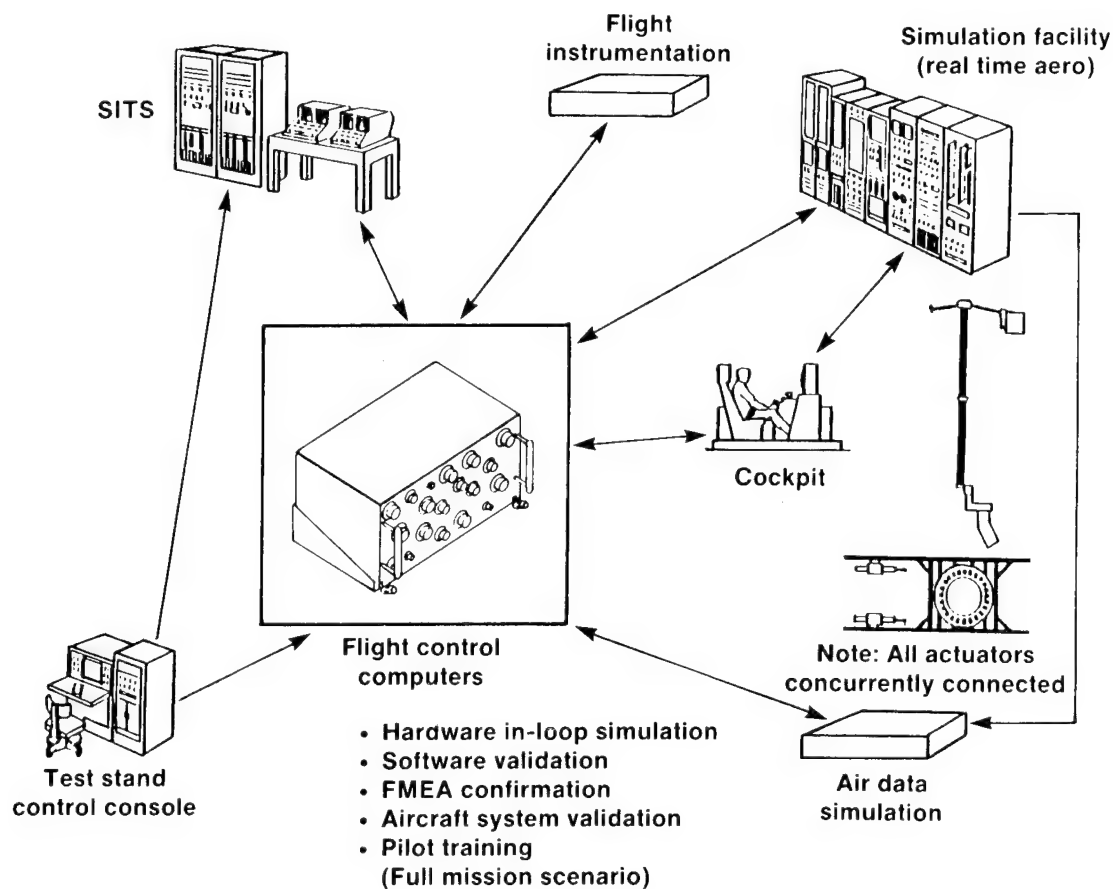 Flight
instrumentation
Simulation facility
(real time aero)
SITS
Cockpit
Flight control
computers
Note: All actuators
concurrently connected
Test stand
control console
Air data
simulation
• Hardware in-loop simulation
• Software validation
• FMEA confirmation
• Aircraft system validation
• Pilot training
(Full mission scenario)